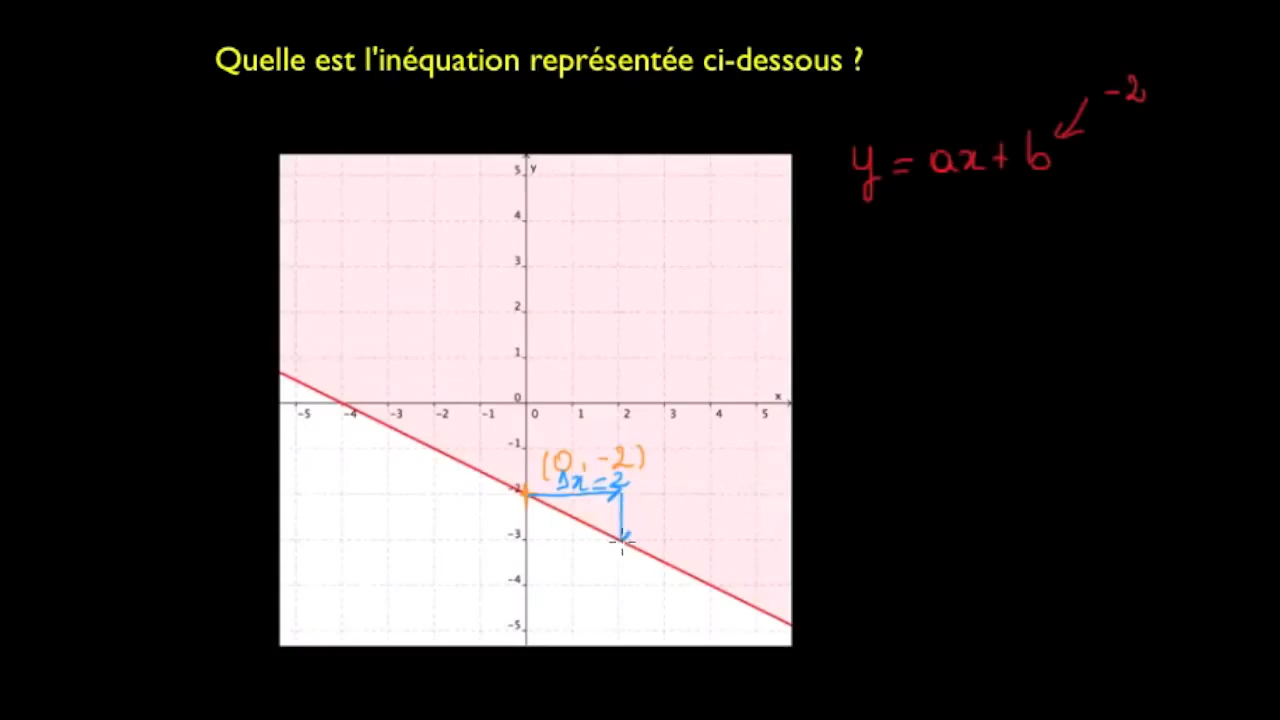 Quelle est l'inéquation représentée ci-dessous ?
-2
y = ax + b
y
5
4
3
2
1
0
x
-5 -4 -3 -2 -1 0 1 2 3 4 5
-1
(0, -2)
Δx = 2
-2
-3
-4
-5